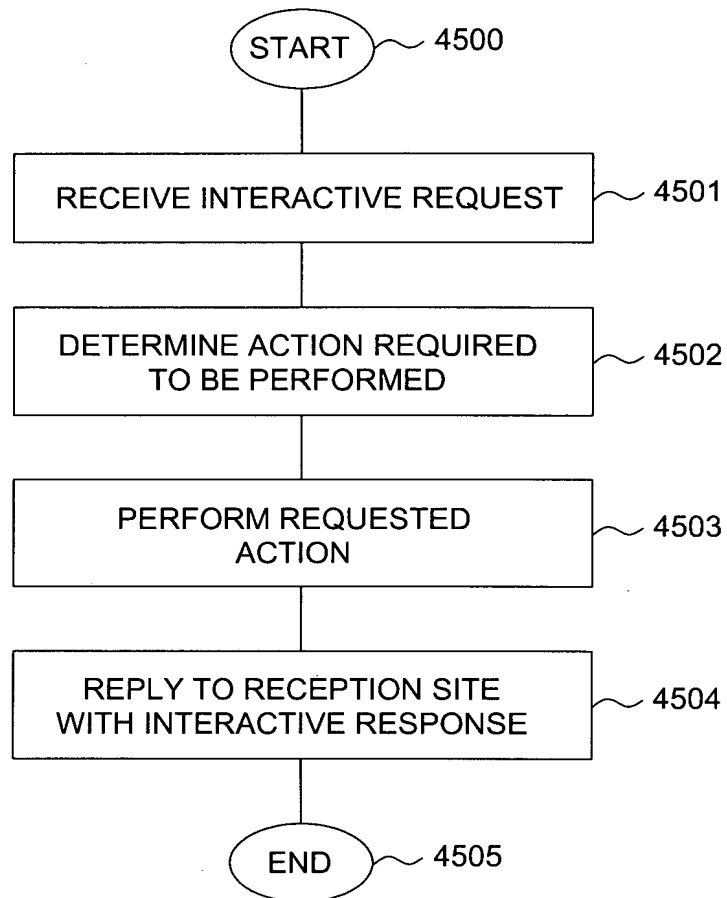 START
4500
RECEIVE INTERACTIVE REQUEST
4501
DETERMINE ACTION REQUIRED
TO BE PERFORMED
4502
PERFORM REQUESTED
ACTION
4503
REPLY TO RECEPTION SITE
WITH INTERACTIVE RESPONSE
4504
END
4505